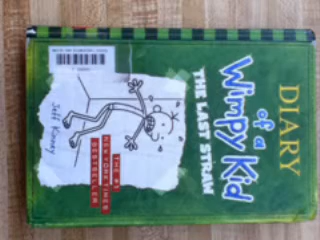 DIARY
of a
Wimpy Kid
THE LAST STRAW
THE #1
NEW YORK TIMES
BESTSELLER
Jeff Kinney